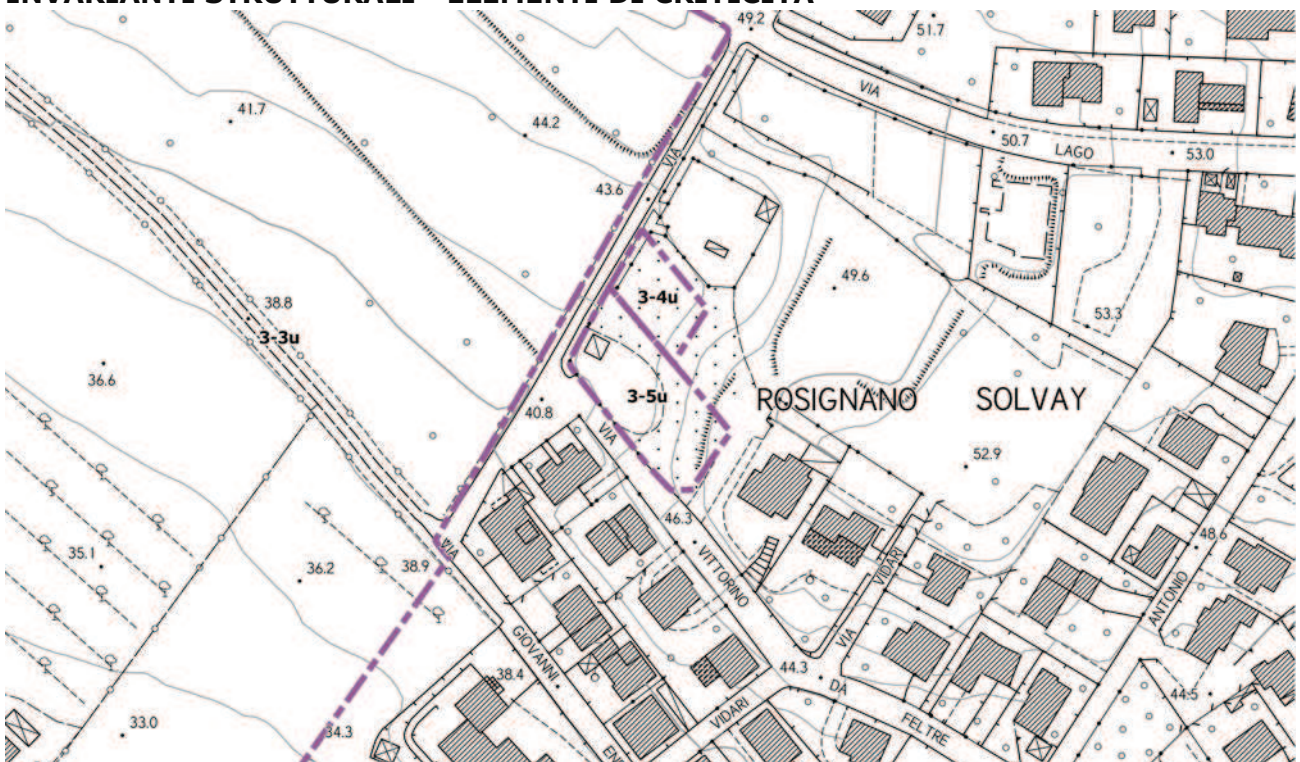 INVARIANTE STRUTTURALE - ELEMENTI DI CRITICITÀ
49.2
51.7
VIA
41.7
44.2
50.7
LAGO
53.0
VIA
43.6
3-4u
49.6
38.8
3-3u
53.3
36.6
3-5u
ROSIGNANO SOLVAY
40.8
VIA
52.9
46.3
48.6
VIA
35.1
36.2
38.9
VITTORINO
VIDARI
ANTONIO
GIOVANNI
VIA
38.4
44.3
DA
44.5
33.0
34.3
VIDARI
FELTRE